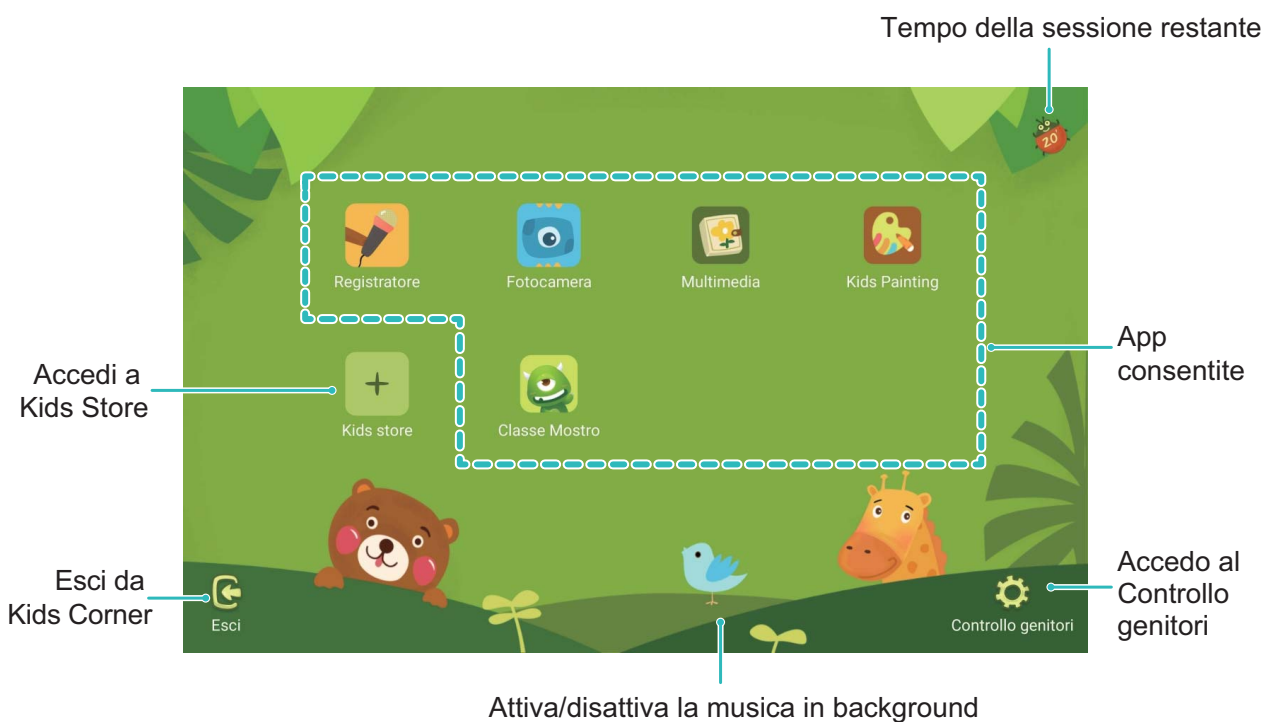 Tempo della sessione restante
20'
Registratore
Fotocamera
Multimedia
Kids Painting
App
consentite
Accedi a
Kids Store
Kids store
Classe Mostro
Esci da
Kids Corner
Esci
Controllo genitori
Accedo al
Controllo
genitori
Attiva/disattiva la musica in background